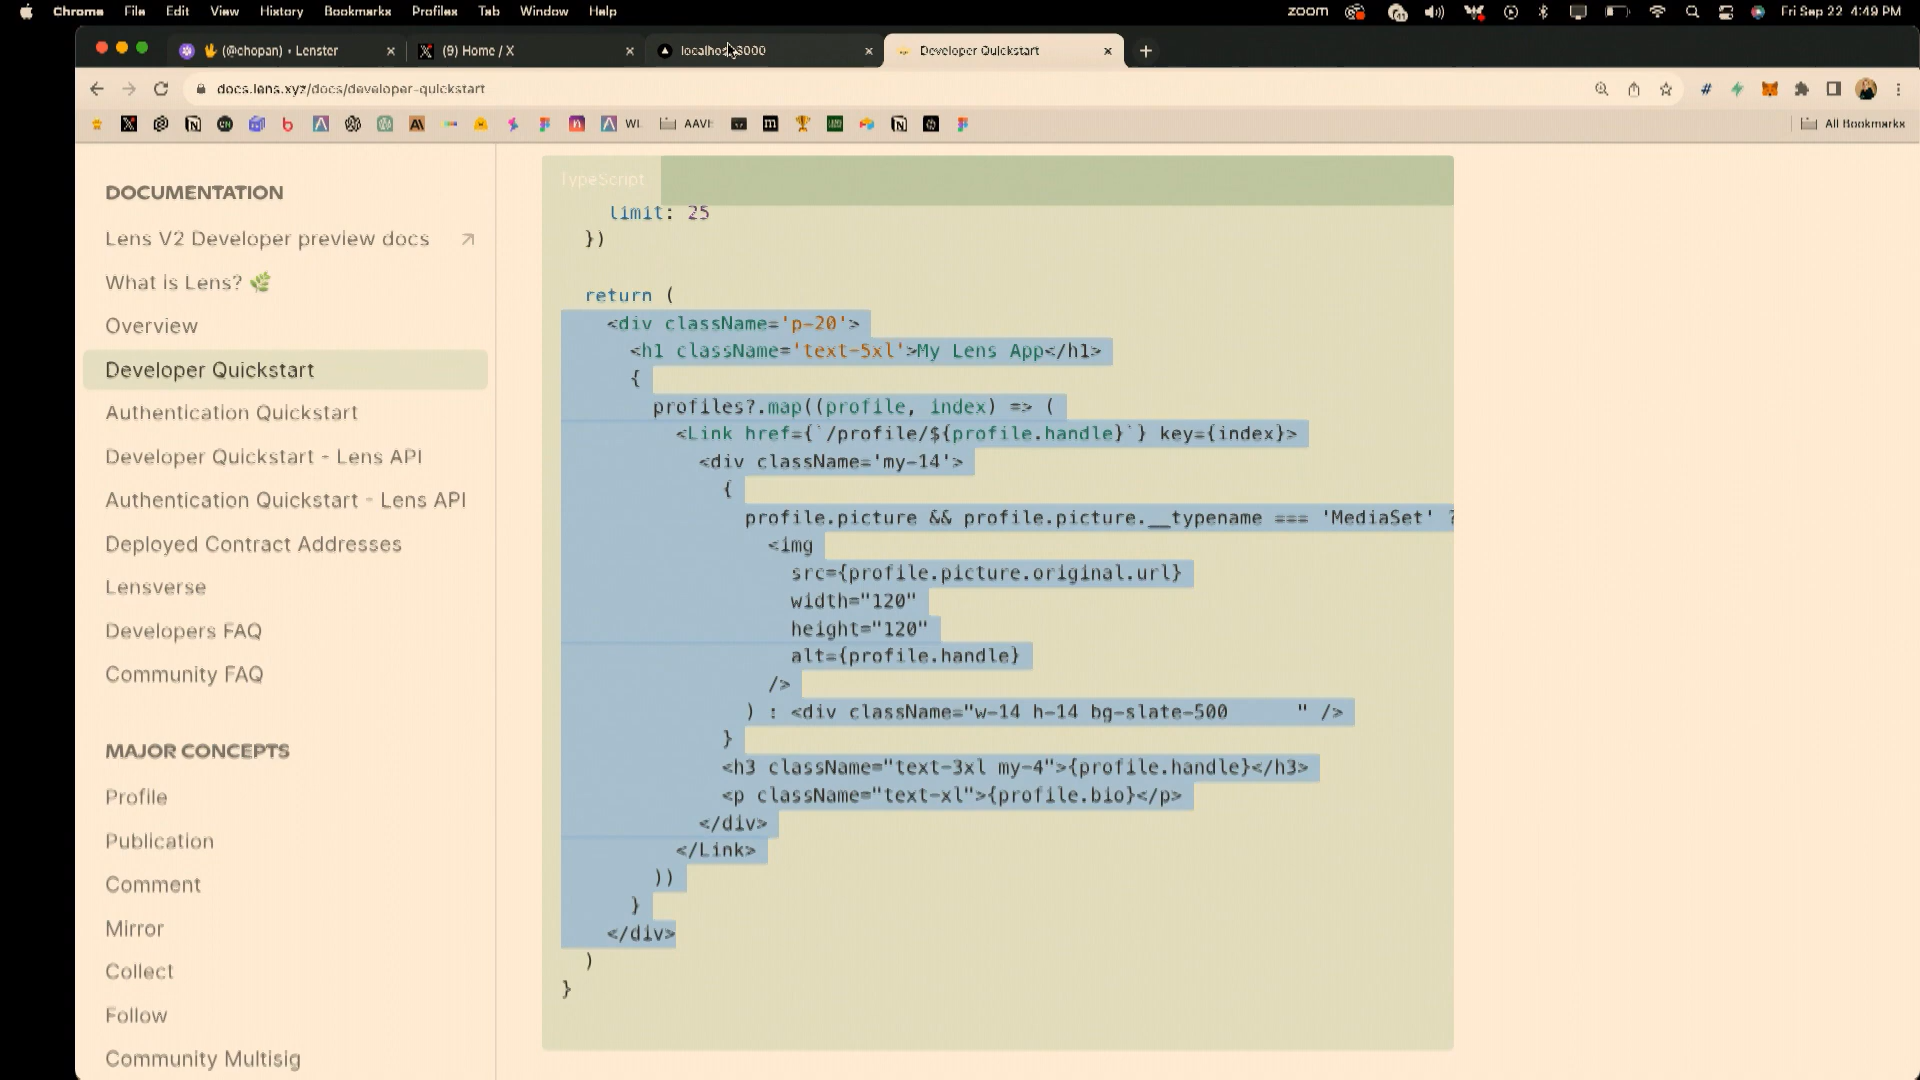 Chrome File Edit View History Bookmarks Profiles Tab Window Help zoom Fri Sep 22 4:49 PM
(@chopan) • Lenster
(9) Home / X
Developer Quickstart
docs.lens.xyz/docs/developer-quickstart
All Bookmarks
DOCUMENTATION
Lens V2 Developer preview docs
What is Lens?
Overview
Developer Quickstart
Authentication Quickstart
Developer Quickstart - Lens API
Authentication Quickstart - Lens API
Deployed Contract Addresses
Lensverse
Developers FAQ
Community FAQ
MAJOR CONCEPTS
Profile
Publication
Comment
Mirror
Collect
Follow
Community Multisig
TypeScript
limit: 25
})
return (
<div className='p-20'>
<h1 className='text-5xl'>My Lens App</h1>
{
profiles?.map((profile, index) => (
<Link href={`/profile/${profile.handle}`} key={index}>
<div className='my-14'>
{
profile.picture && profile.picture.__typename === 'MediaSet' ?
<img
src={profile.picture.original.url}
width="120"
height="120"
alt={profile.handle}
/>
) : <div className="w-14 h-14 bg-slate-500 " />
}
<h3 className="text-3xl my-4">{profile.handle}</h3>
<p className="text-xl">{profile.bio}</p>
</div>
</Link>
))
}
</div>
)
}